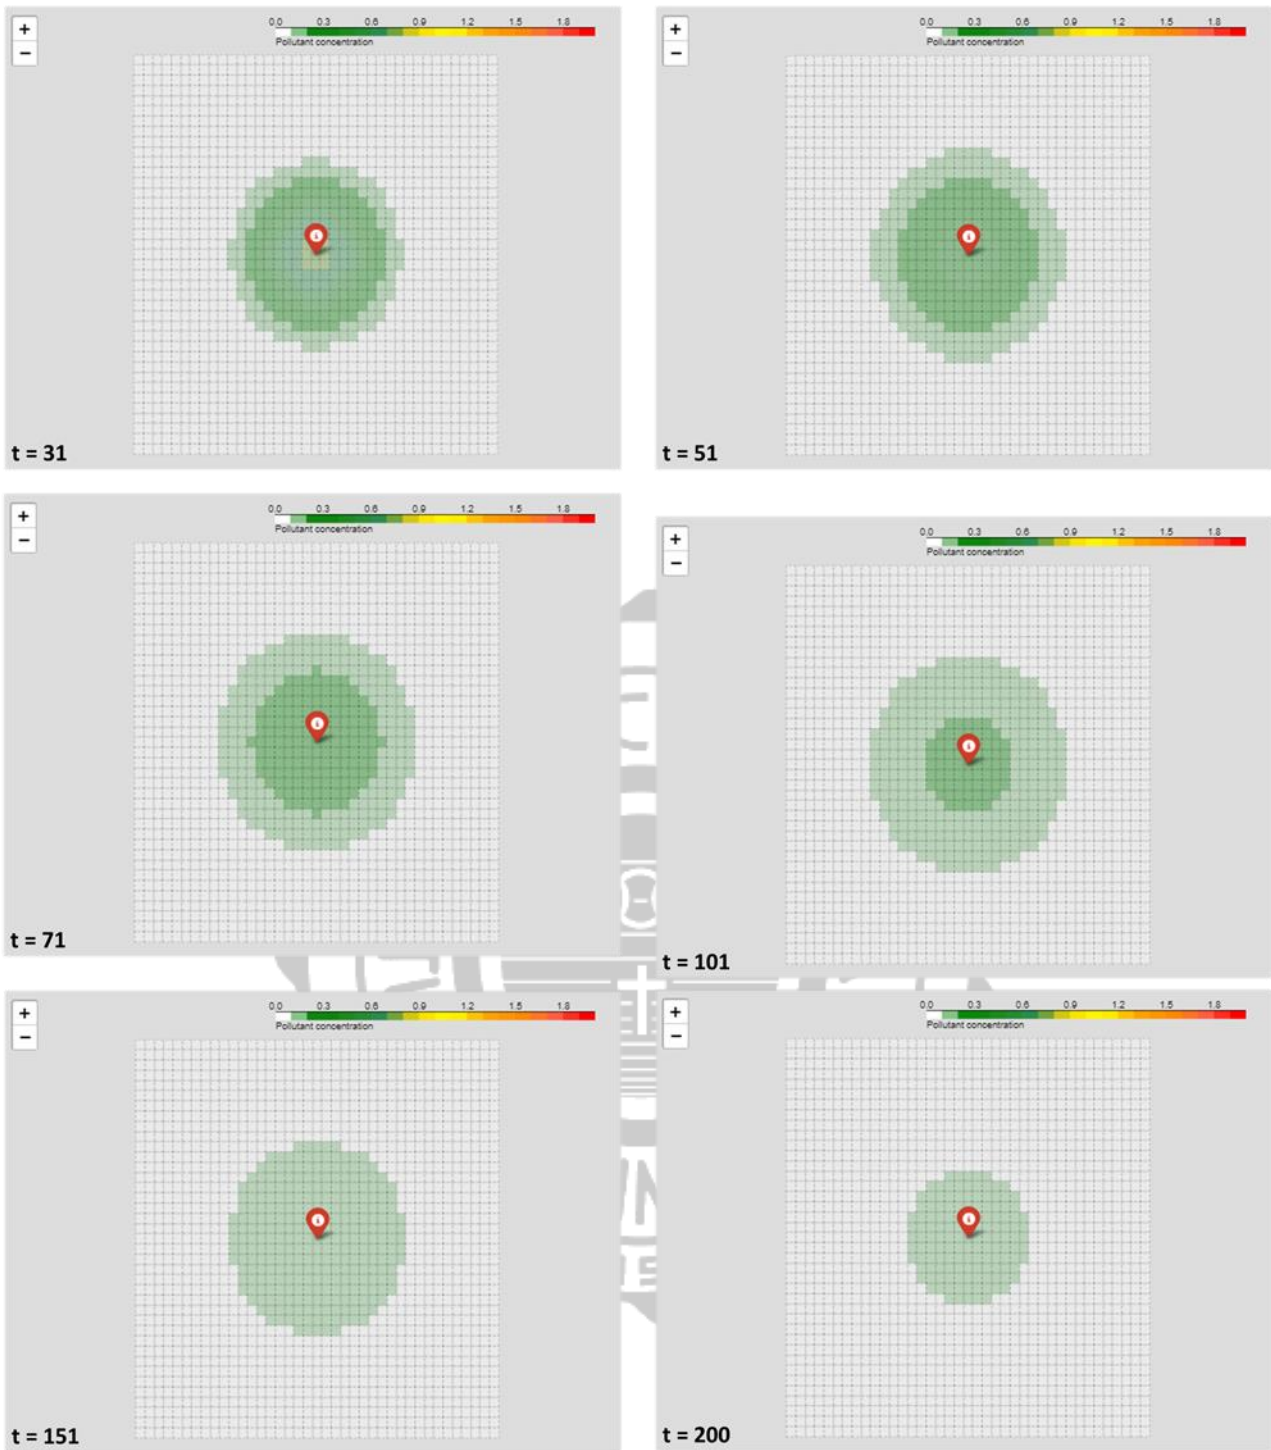 +
−
0.0 0.3 0.6 0.9 1.2 1.5 1.8
Pollutant concentration
t = 31
+
−
0.0 0.3 0.6 0.9 1.2 1.5 1.8
Pollutant concentration
t = 51
+
−
0.0 0.3 0.6 0.9 1.2 1.5 1.8
Pollutant concentration
t = 71
+
−
0.0 0.3 0.6 0.9 1.2 1.5 1.8
Pollutant concentration
t = 101
+
−
0.0 0.3 0.6 0.9 1.2 1.5 1.8
Pollutant concentration
t = 151
+
−
0.0 0.3 0.6 0.9 1.2 1.5 1.8
Pollutant concentration
t = 200